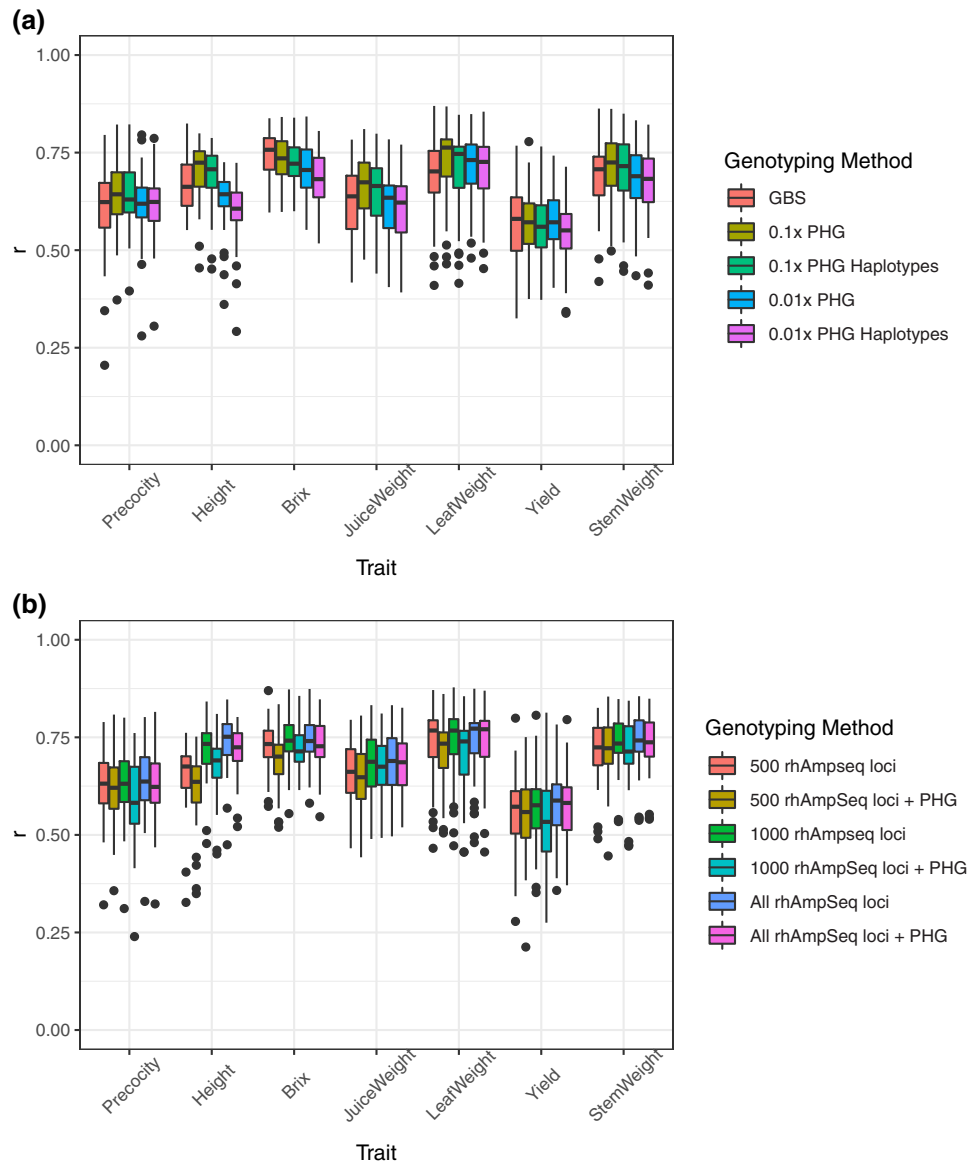 (a)
1.00
0.75
0.50
0.25
0.00
r
Precocity
Height
Brix
JuiceWeight
LeafWeight
Yield
StemWeight
Trait
Genotyping Method
GBS
0.1x PHG
0.1x PHG Haplotypes
0.01x PHG
0.01x PHG Haplotypes
(b)
1.00
0.75
0.50
0.25
0.00
r
Precocity
Height
Brix
JuiceWeight
LeafWeight
Yield
StemWeight
Trait
Genotyping Method
500 rhAmpseq loci
500 rhAmpSeq loci + PHG
1000 rhAmpseq loci
1000 rhAmpSeq loci + PHG
All rhAmpSeq loci
All rhAmpSeq loci + PHG